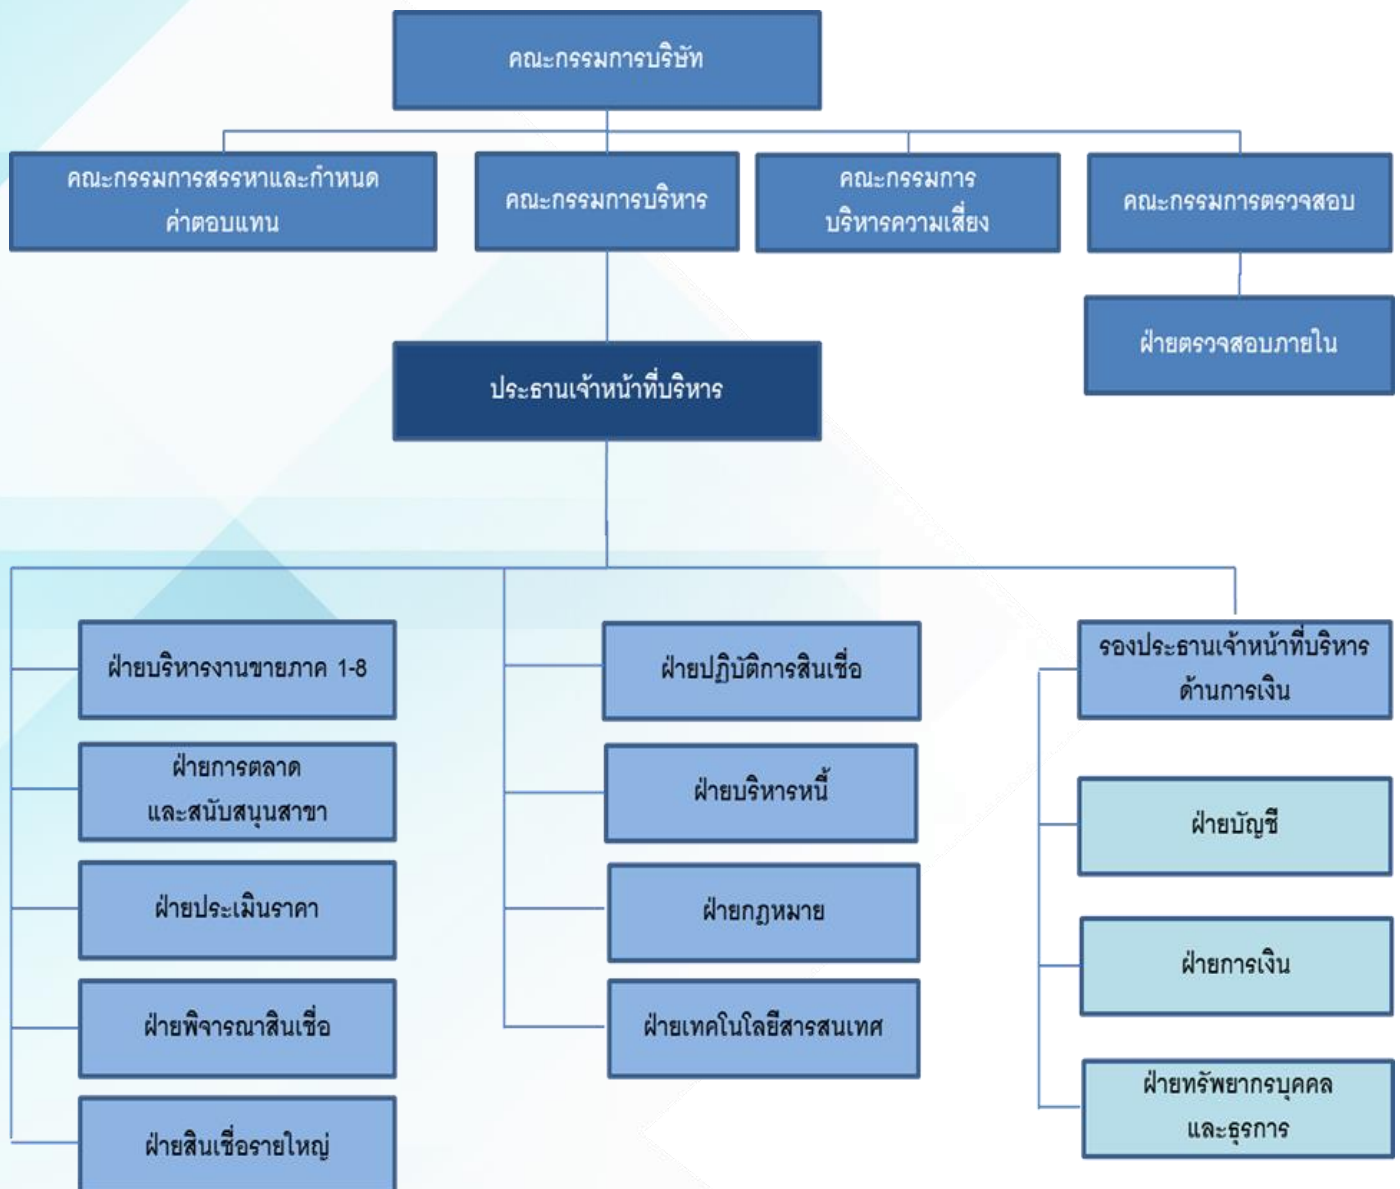 คณะกรรมการบริษัท
คณะกรรมการสรรหาและกำหนด
ค่าตอบแทน
คณะกรรมการบริหาร
คณะกรรมการ
บริหารความเสี่ยง
คณะกรรมการตรวจสอบ
ฝ่ายตรวจสอบภายใน
ประธานเจ้าหน้าที่บริหาร
ฝ่ายบริหารงานขายภาค 1-8
ฝ่ายการตลาด
และสนับสนุนสาขา
ฝ่ายประเมินราคา
ฝ่ายพิจารณาสินเชื่อ
ฝ่ายสินเชื่อรายใหญ่
ฝ่ายปฏิบัติการสินเชื่อ
ฝ่ายบริหารหนี้
ฝ่ายกฎหมาย
ฝ่ายเทคโนโลยีสารสนเทศ
รองประธานเจ้าหน้าที่บริหาร
ด้านการเงิน
ฝ่ายบัญชี
ฝ่ายการเงิน
ฝ่ายทรัพยากรบุคคล
และธุรการ